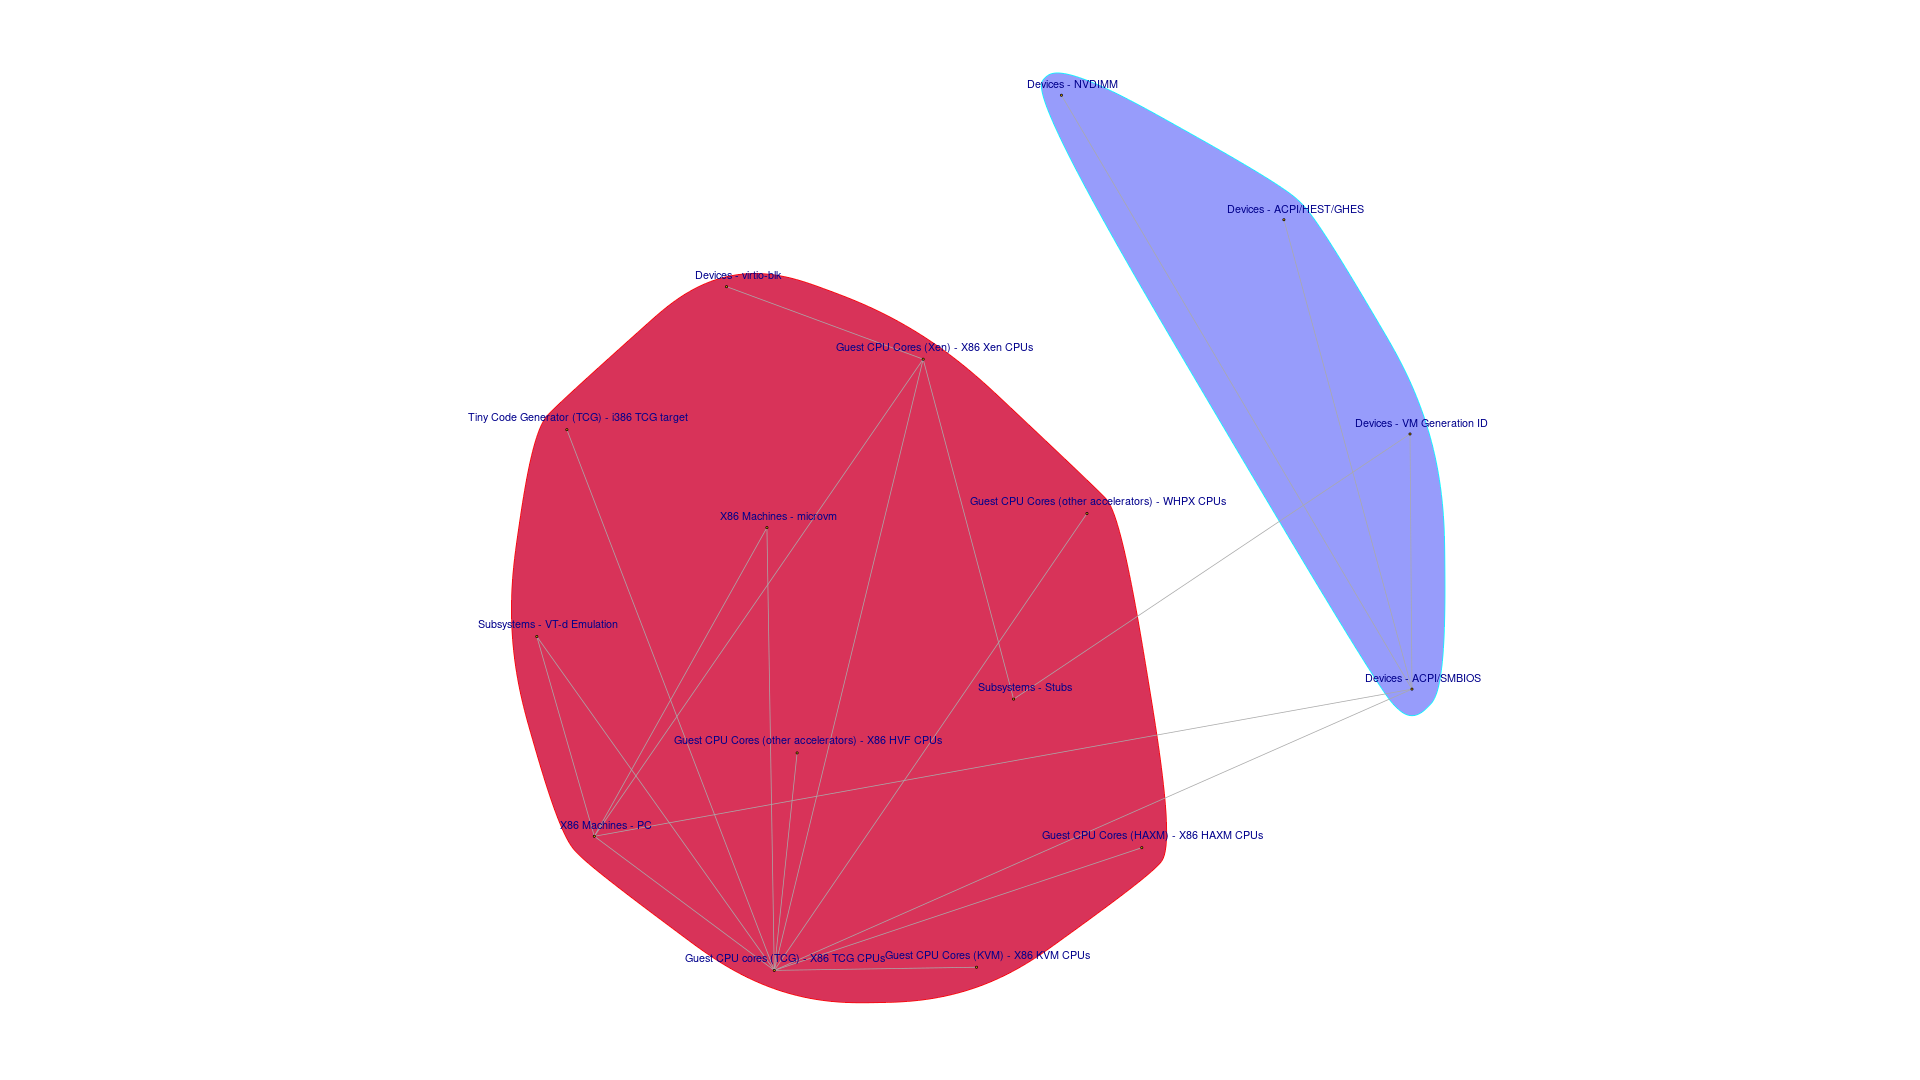 Devices - NVDIMM
Devices - ACPI/HEST/GHES
Devices - virtio-blk
Guest CPU Cores (Xen) - X86 Xen CPUs
Tiny Code Generator (TCG) - i386 TCG target
Devices - VM Generation ID
Guest CPU Cores (other accelerators) - WHPX CPUs
X86 Machines - microvm
Subsystems - VT-d Emulation
Devices - ACPI/SMBIOS
Subsystems - Stubs
Guest CPU Cores (other accelerators) - X86 HVF CPUs
X86 Machines - PC
Guest CPU Cores (HAXM) - X86 HAXM CPUs
Guest CPU cores (TCG) - X86 TCG CPUs
Guest CPU Cores (KVM) - X86 KVM CPUs